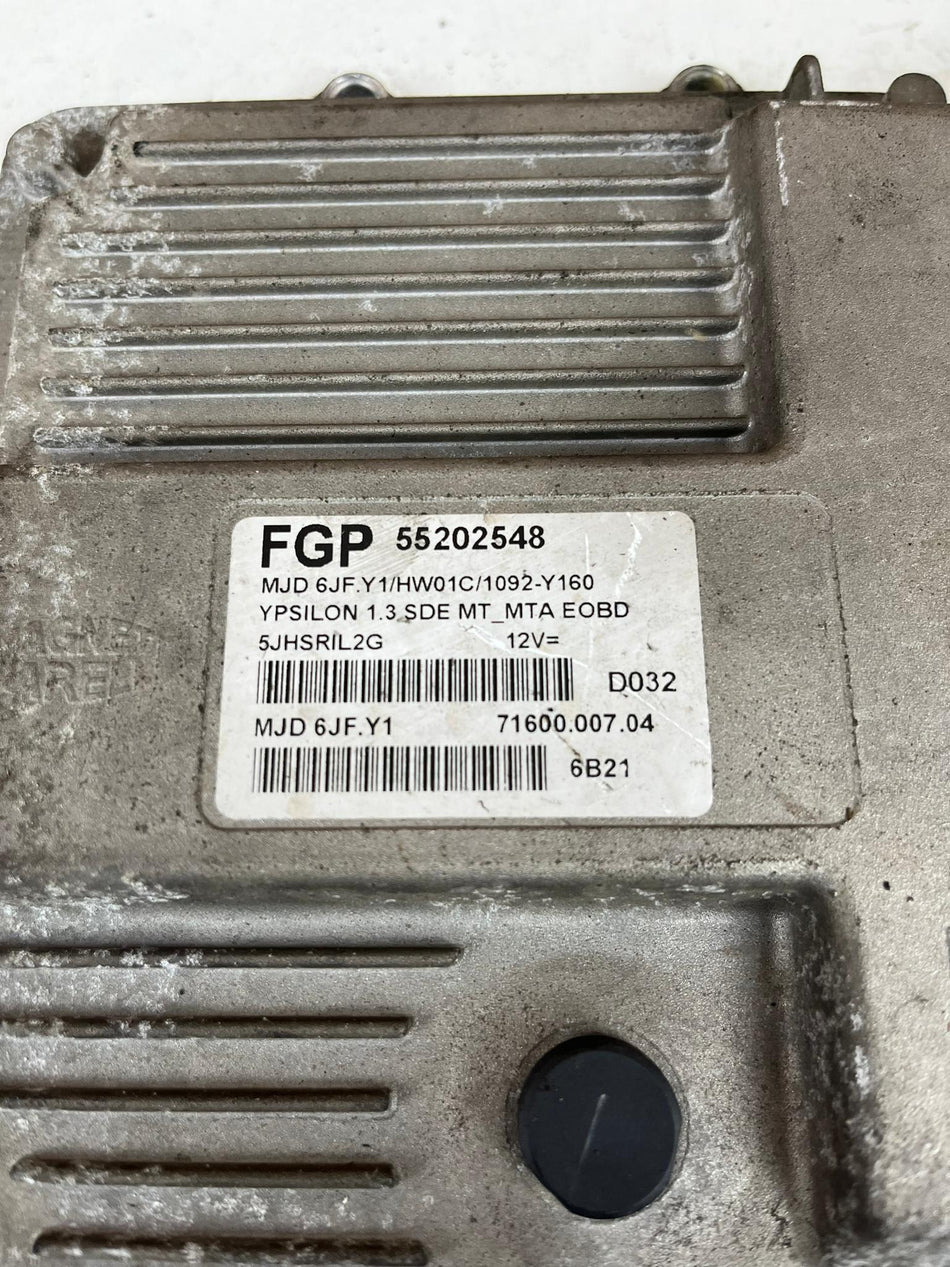 FGP 55202548
MJD 6JF.Y1/HW01C/1092-Y160
YPSILON 1.3 SDE MT_MTA EOBD
5JHSRIL2G 12V=
D032
MJD 6JF.Y1 71600.007.04
6B21